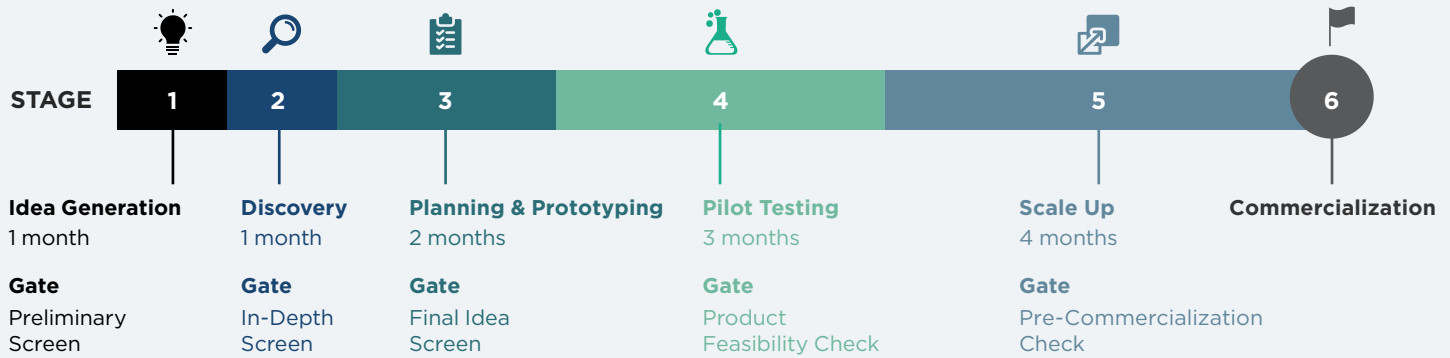 STAGE
1
2
3
4
5
6
Idea Generation
1 month
Gate
Preliminary
Screen
Discovery
1 month
Gate
In-Depth
Screen
Planning & Prototyping
2 months
Gate
Final Idea
Screen
Pilot Testing
3 months
Gate
Product
Feasibility Check
Scale Up
4 months
Gate
Pre-Commercialization
Check
Commercialization